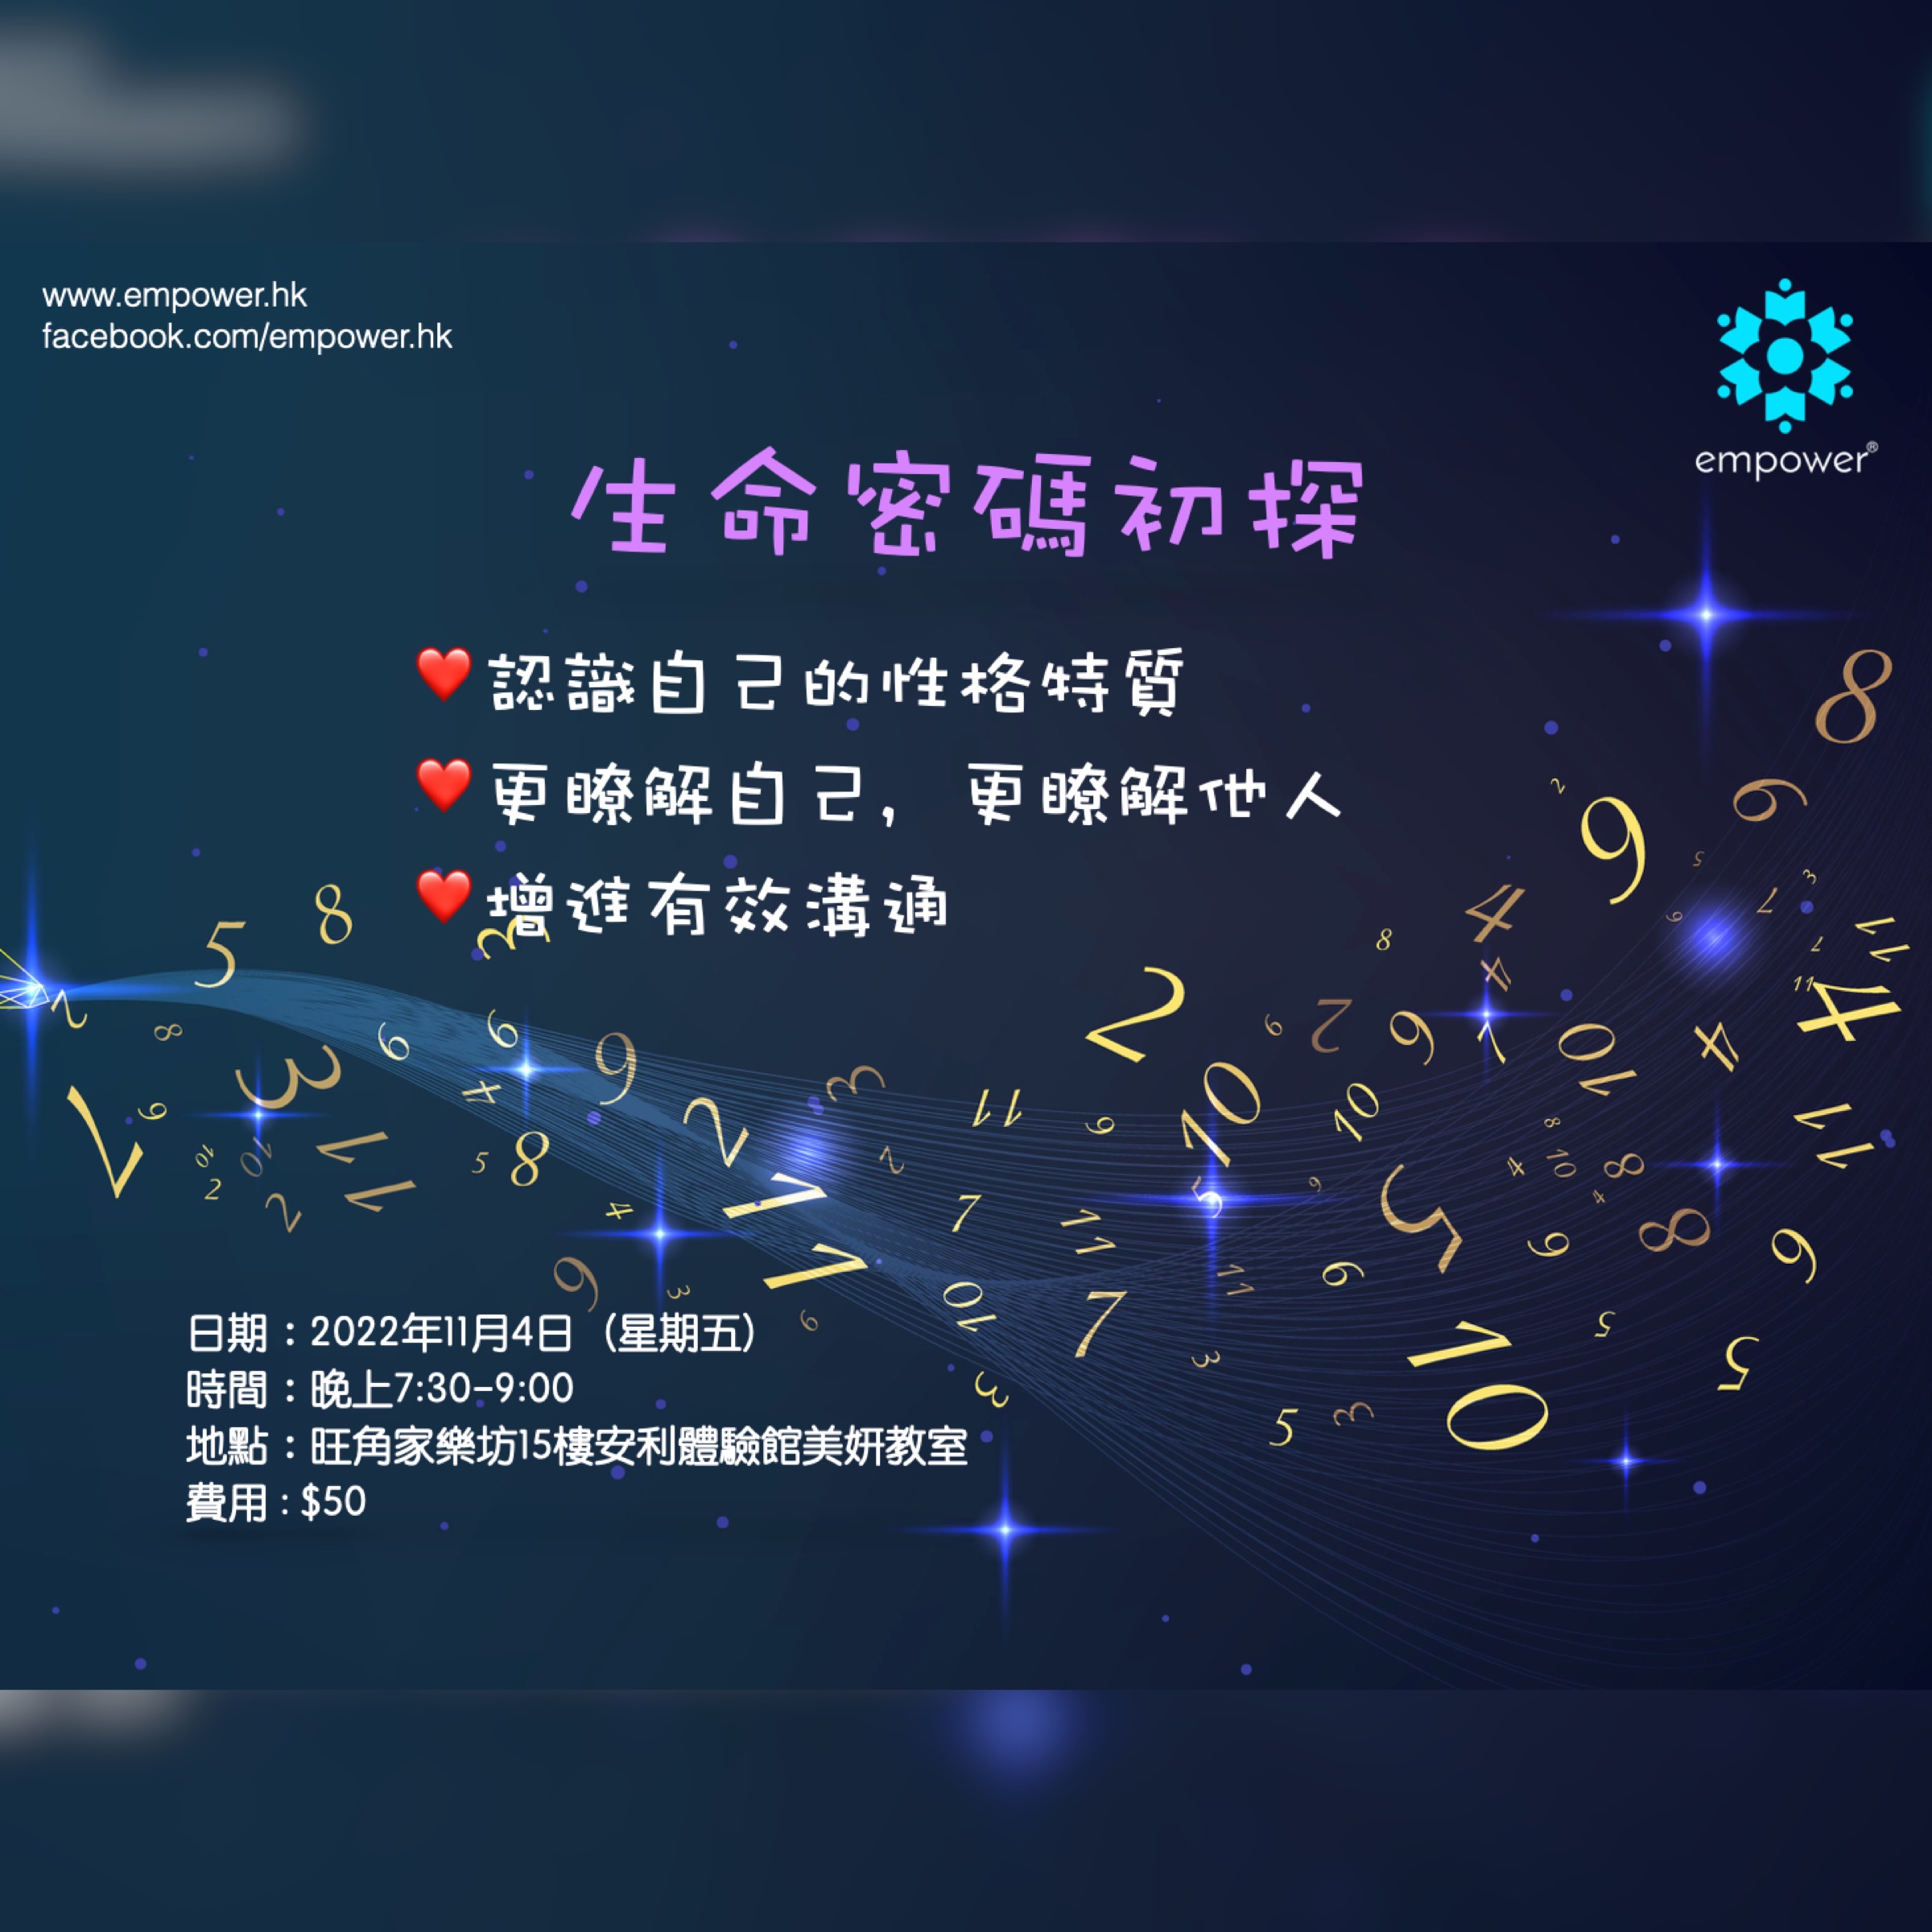 www.empower.hk
facebook.com/empower.hk
empower®
生命密碼初探
❤️認識自己的性格特質
❤️更瞭解自己，更瞭解他人
❤️增進有效溝通
日期：2022年11月4日（星期五）
時間：晚上7:30-9:00
地點：旺角家樂坊15樓安利體驗館美妍教室
費用：$50